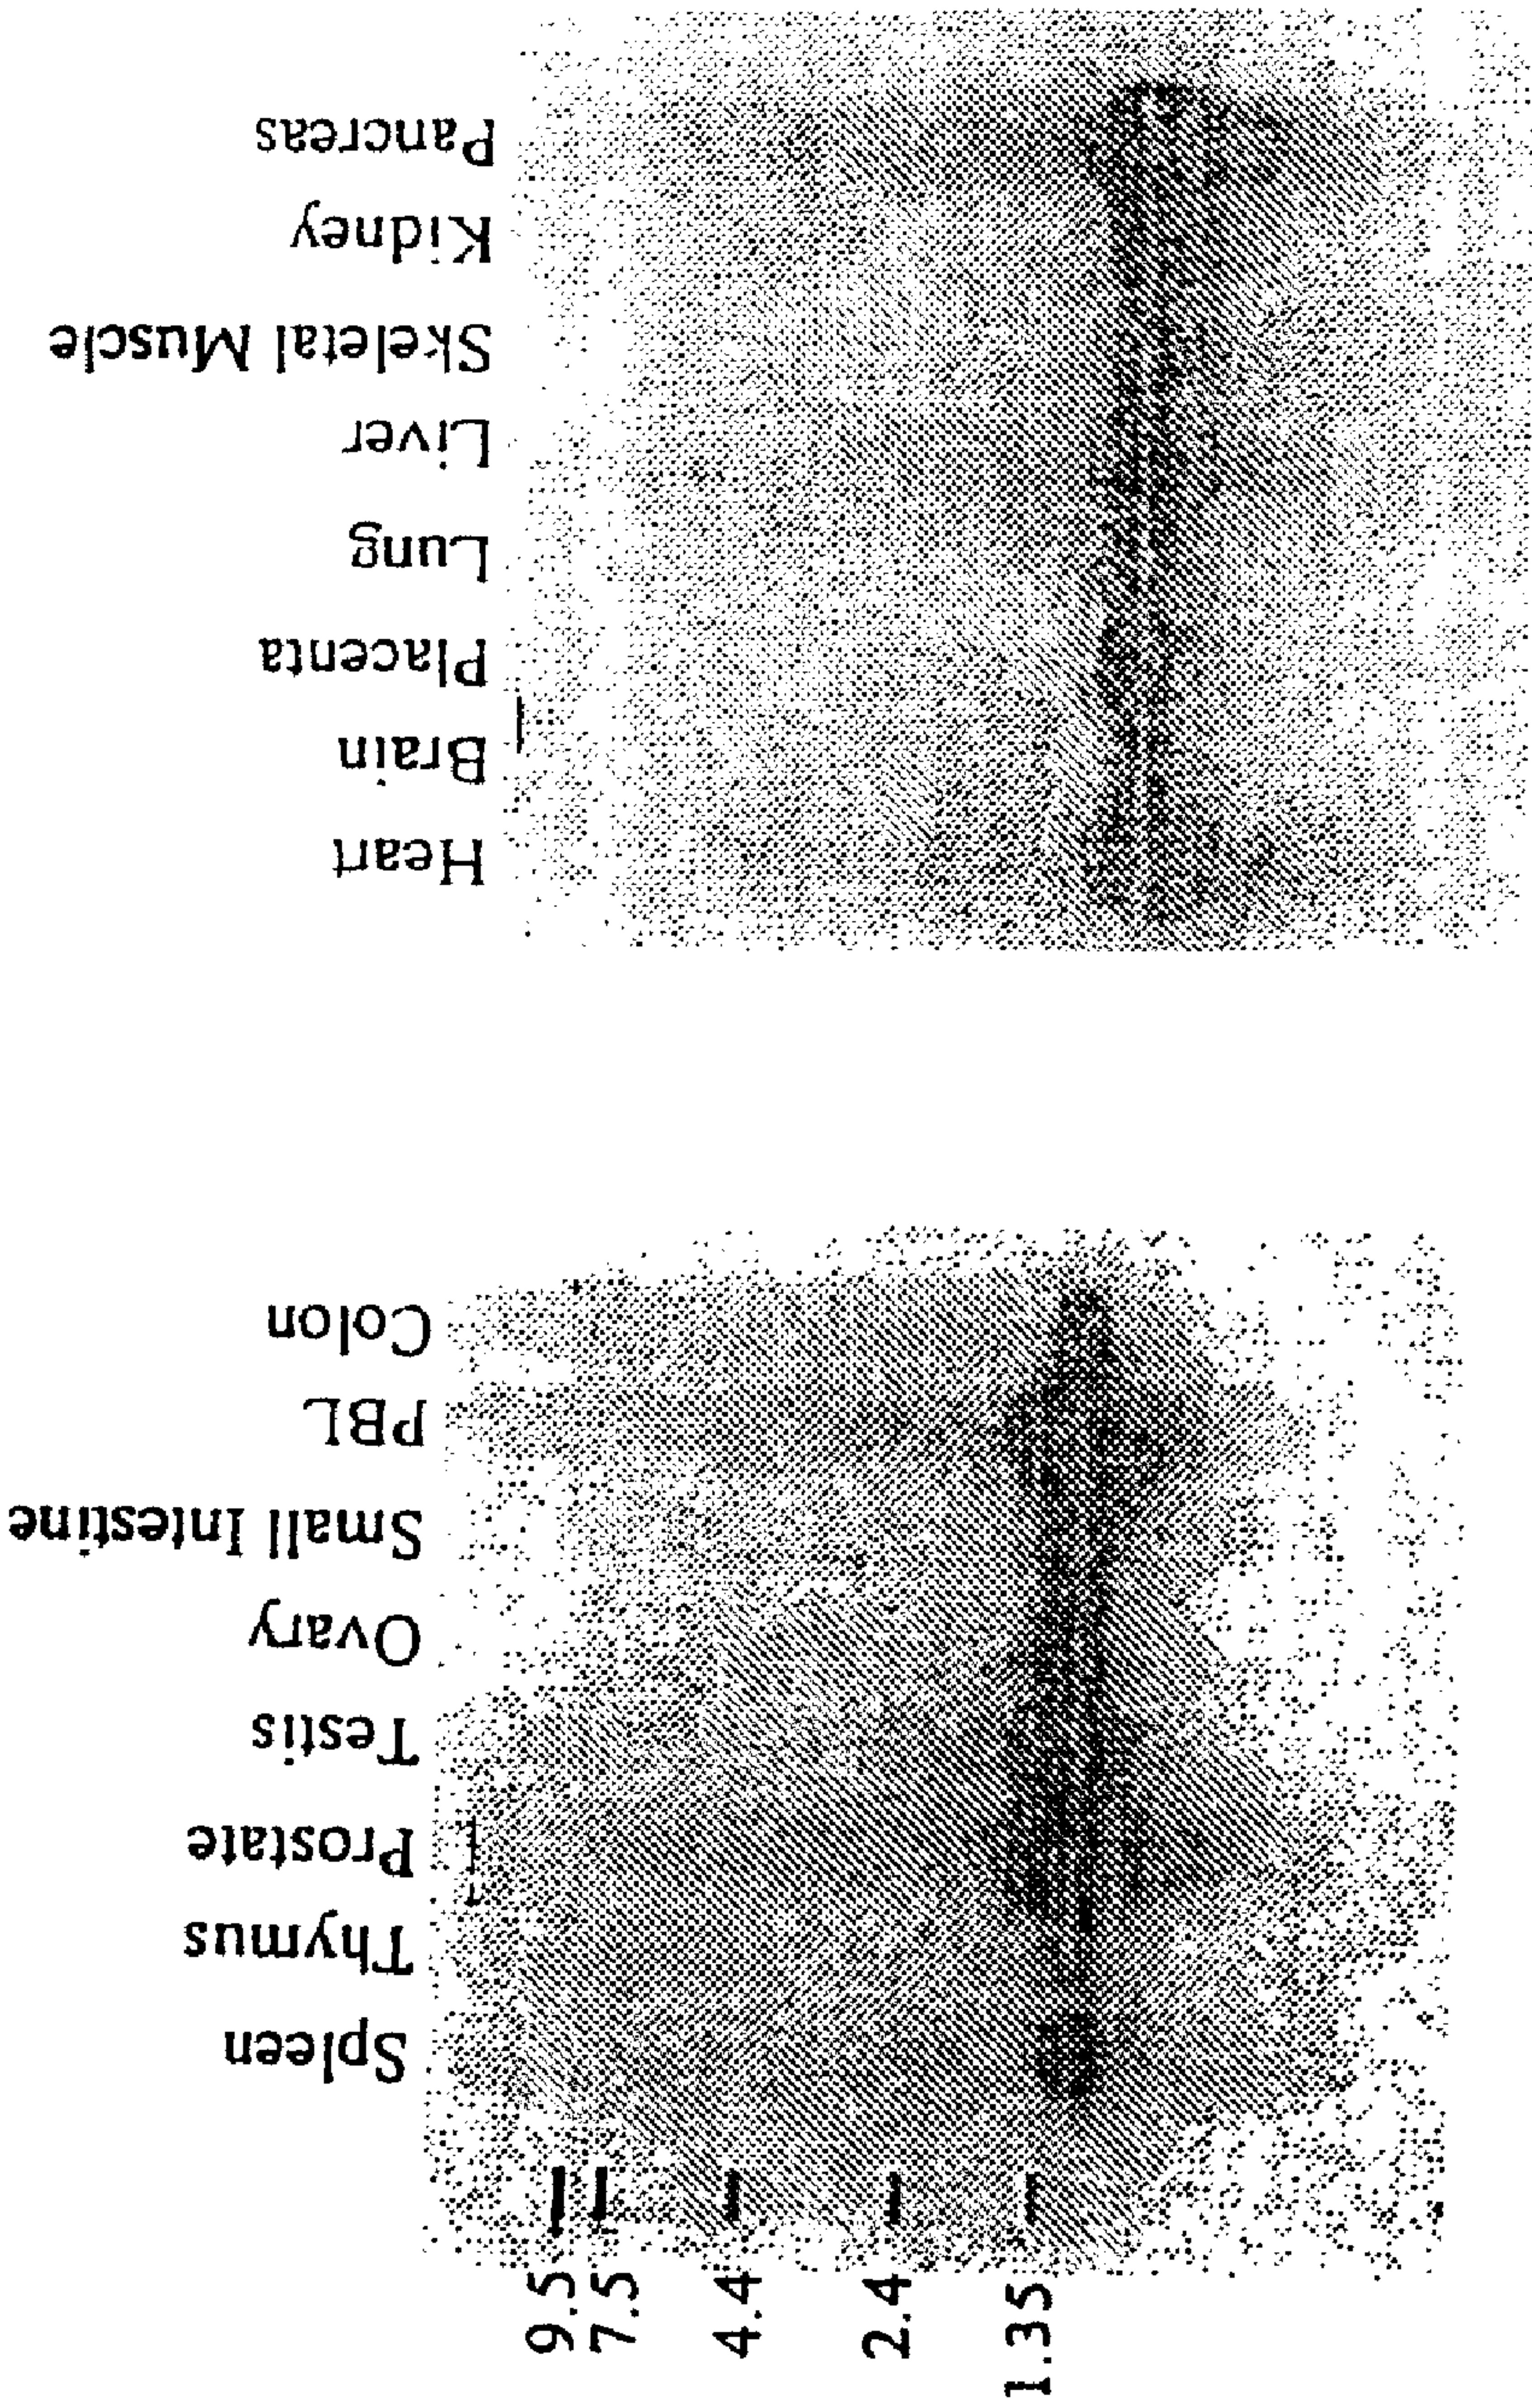 Spleen
Thymus
Prostate
Testis
Ovary
Small Intestine
PBL
Colon
Heart
Brain
Placenta
Lung
Liver
Skeletal Muscle
Kidney
Pancreas
9.5
7.5
4.4
2.4
1.35